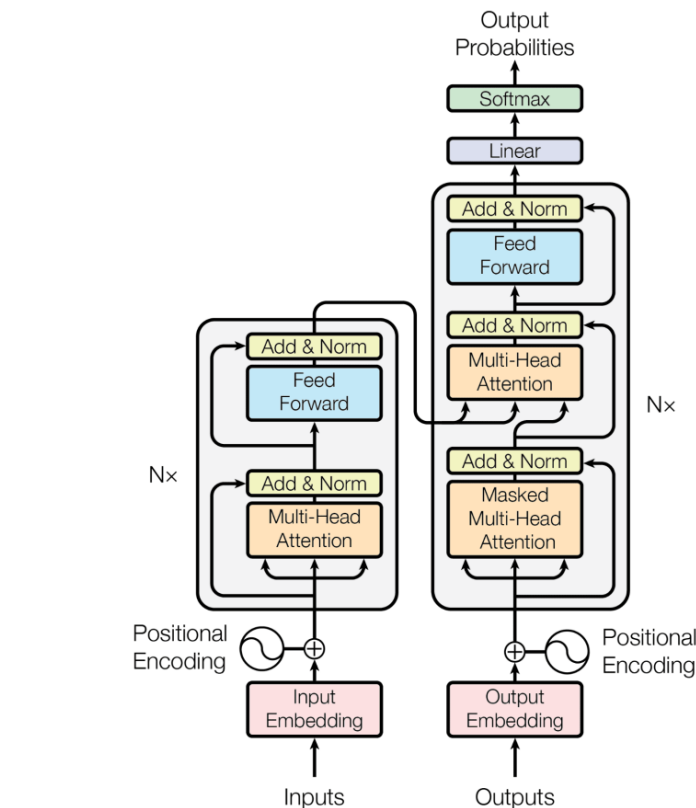 Output
Probabilities
Softmax
Linear
Add & Norm
Feed
Forward
Add & Norm
Multi-Head
Attention
Add & Norm
Masked
Multi-Head
Attention
Nx
Add & Norm
Feed
Forward
Add & Norm
Multi-Head
Attention
Nx
Positional
Encoding
Positional
Encoding
Input
Embedding
Output
Embedding
Inputs
Outputs